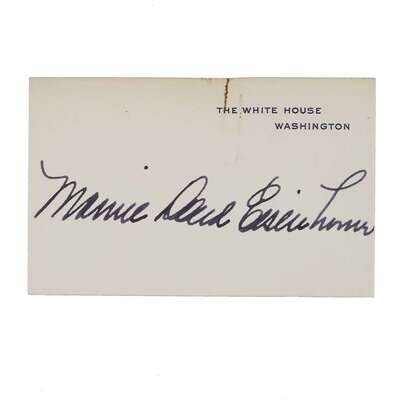 THE WHITE HOUSE
WASHINGTON
Mamie Doud Eisenhower